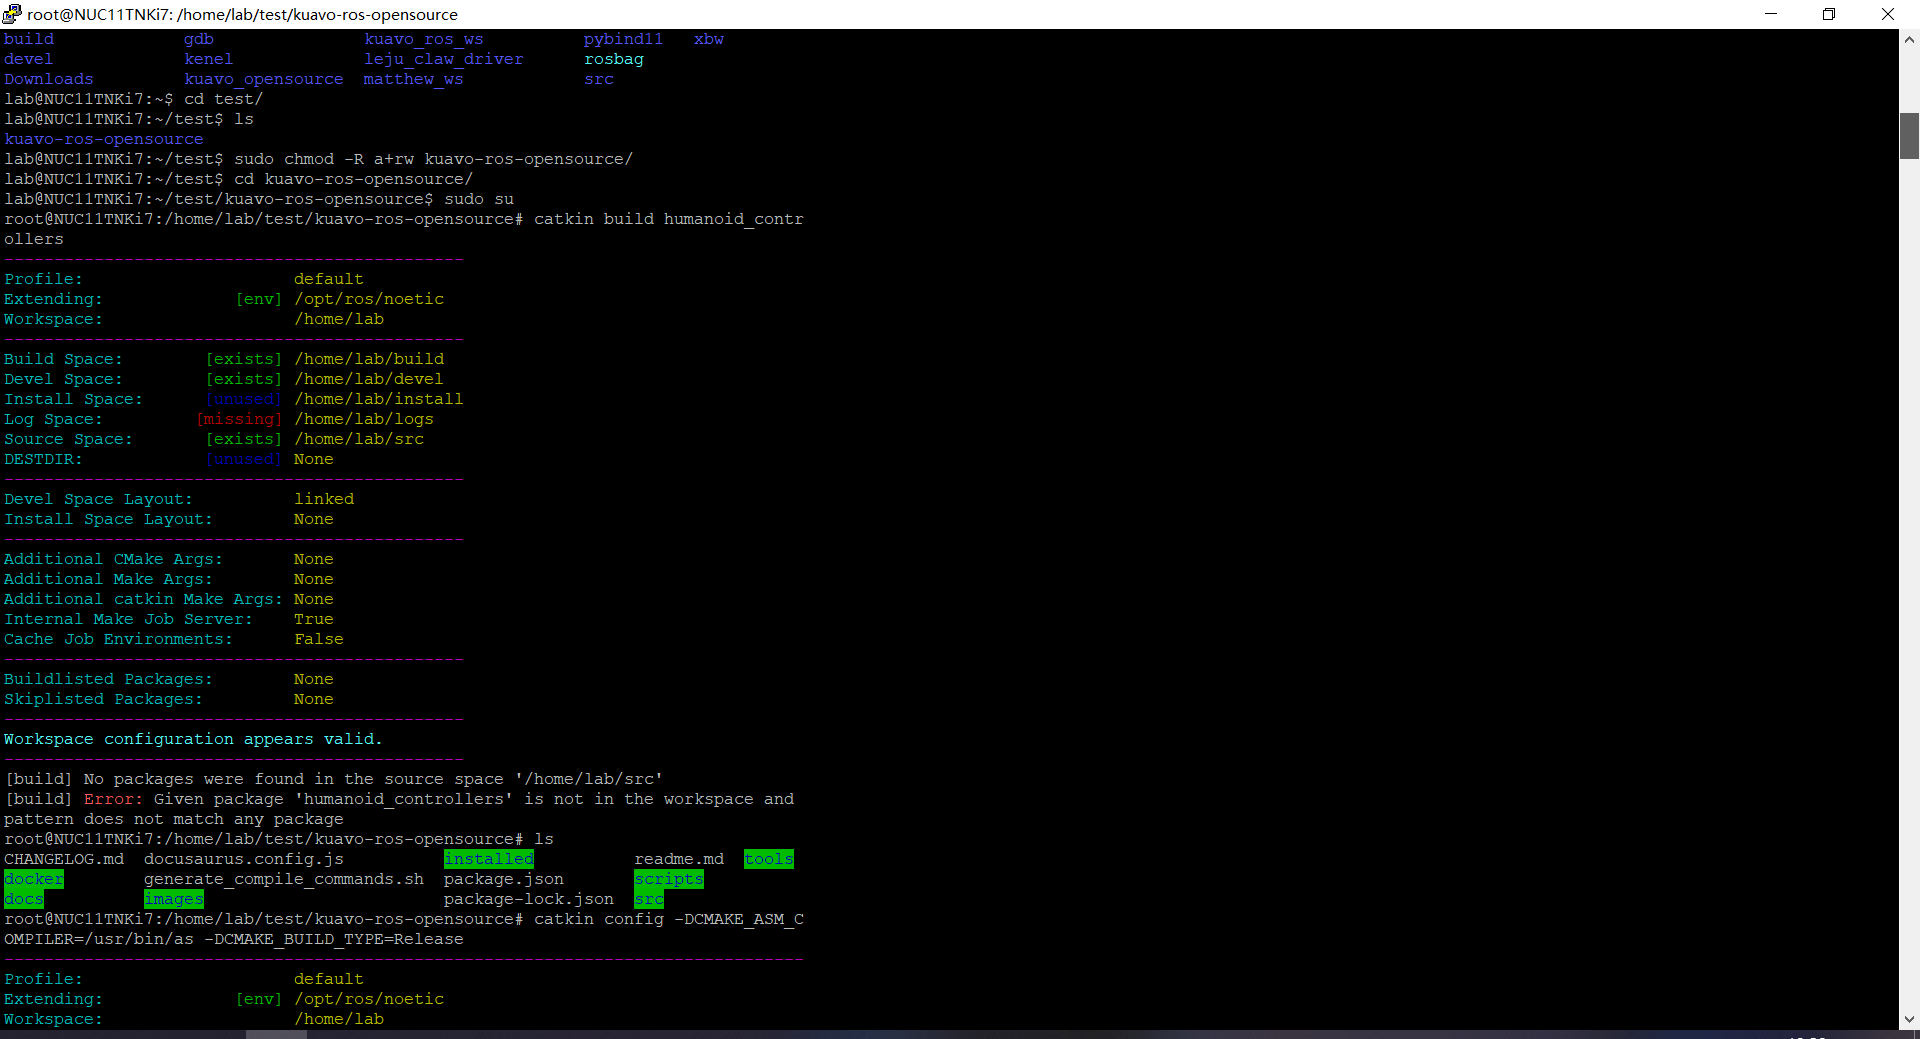 root@NUC11TNKi7: /home/lab/test/kuavo-ros-opensource
build gdb kuavo_ros_ws pybind11 xbw
devel kenel leju_claw_driver rosbag
Downloads kuavo_opensource matthew_ws src
lab@NUC11TNKi7:~$ cd test/
lab@NUC11TNKi7:~/test$ ls
kuavo-ros-opensource
lab@NUC11TNKi7:~/test$ sudo chmod -R a+rw kuavo-ros-opensource/
lab@NUC11TNKi7:~/test$ cd kuavo-ros-opensource/
lab@NUC11TNKi7:~/test/kuavo-ros-opensource$ sudo su
root@NUC11TNKi7:/home/lab/test/kuavo-ros-opensource# catkin build humanoid_contr
ollers
----------------------------------------------
Profile: default
Extending: [env] /opt/ros/noetic
Workspace: /home/lab
----------------------------------------------
Build Space: [exists] /home/lab/build
Devel Space: [exists] /home/lab/devel
Install Space: [unused] /home/lab/install
Log Space: [missing] /home/lab/logs
Source Space: [exists] /home/lab/src
DESTDIR: [unused] None
----------------------------------------------
Devel Space Layout: linked
Install Space Layout: None
----------------------------------------------
Additional CMake Args: None
Additional Make Args: None
Additional catkin Make Args: None
Internal Make Job Server: True
Cache Job Environments: False
----------------------------------------------
Buildlisted Packages: None
Skiplisted Packages: None
----------------------------------------------
Workspace configuration appears valid.
----------------------------------------------
[build] No packages were found in the source space '/home/lab/src'
[build] Error: Given package 'humanoid_controllers' is not in the workspace and
pattern does not match any package
root@NUC11TNKi7:/home/lab/test/kuavo-ros-opensource# ls
CHANGELOG.md docusaurus.config.js installed readme.md tools
docker generate_compile_commands.sh package.json scripts
docs images package-lock.json src
root@NUC11TNKi7:/home/lab/test/kuavo-ros-opensource# catkin config -DCMAKE_ASM_C
OMPILER=/usr/bin/as -DCMAKE_BUILD_TYPE=Release
--------------------------------------------------------------------------------
Profile: default
Extending: [env] /opt/ros/noetic
Workspace: /home/lab